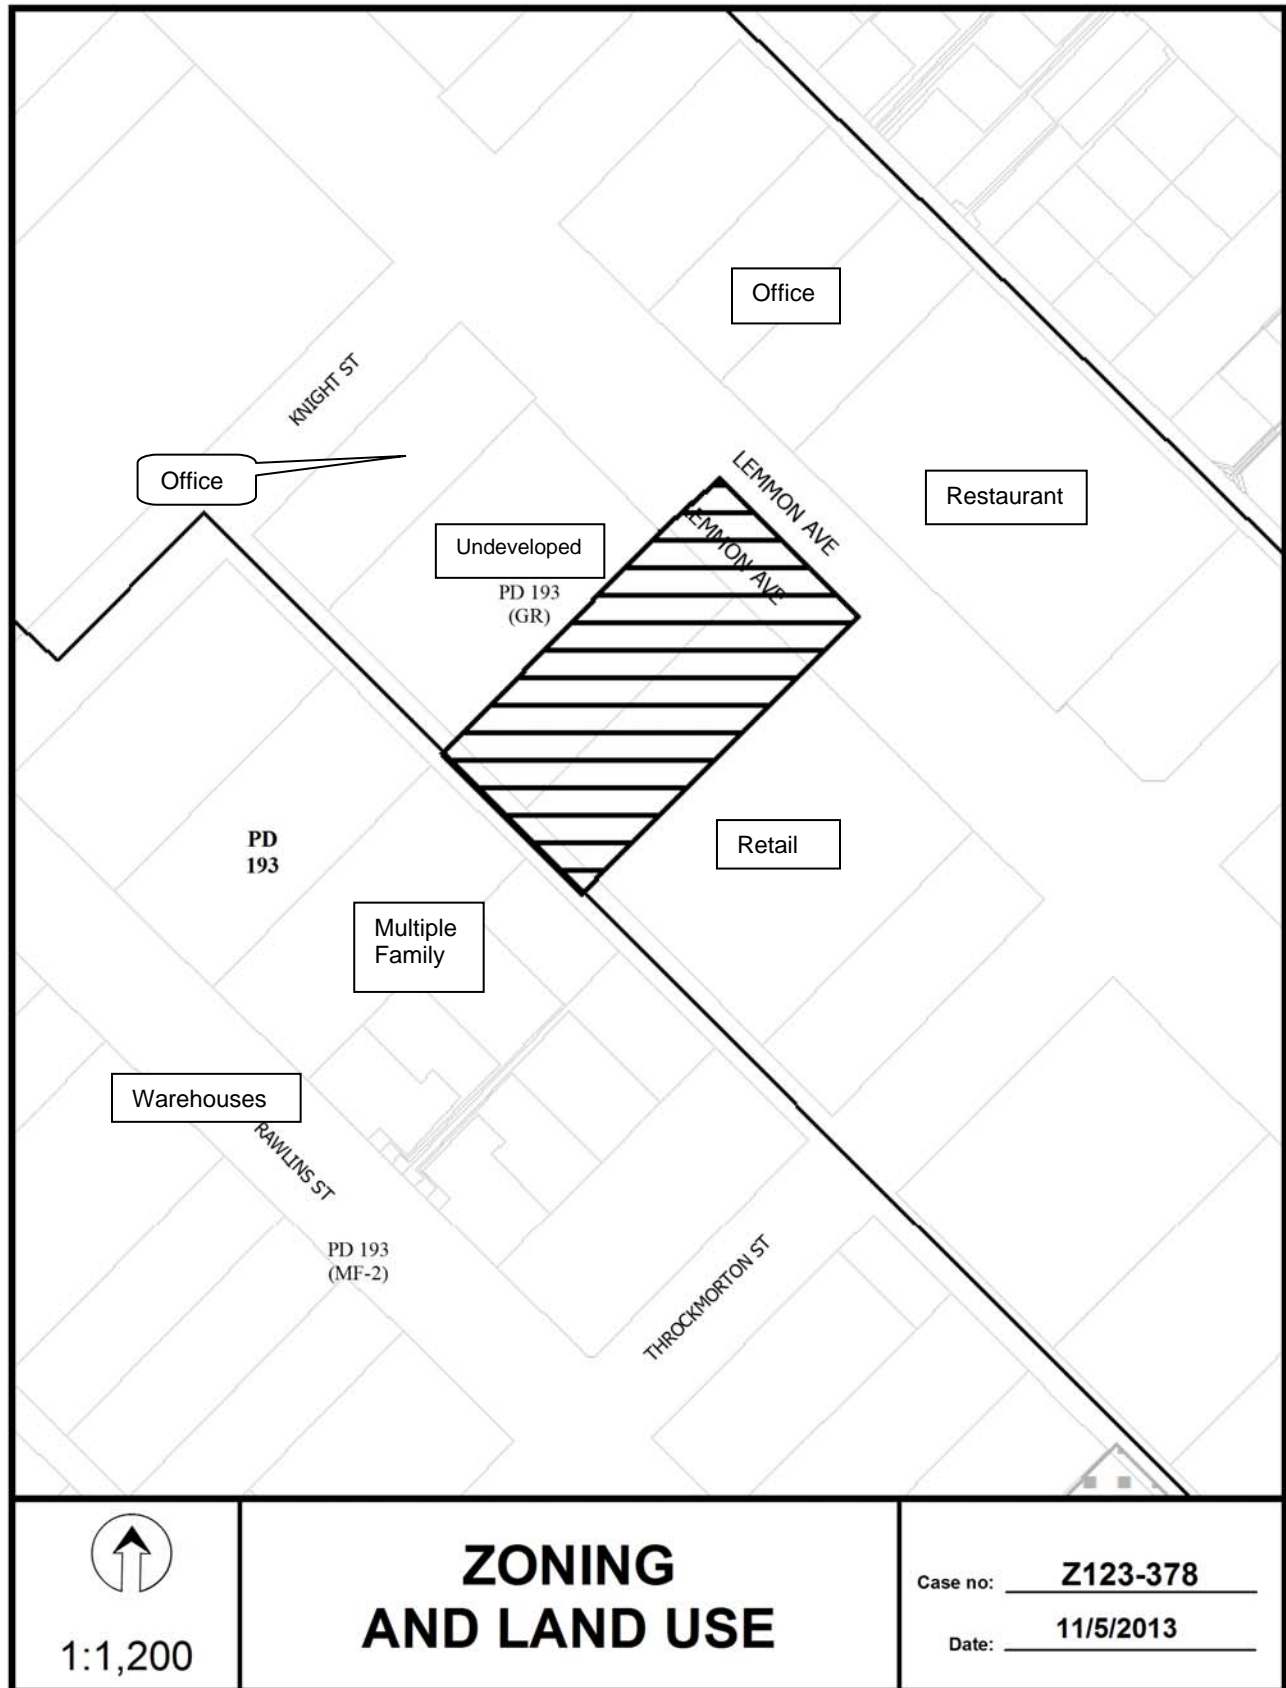 Office
KNIGHT ST
LEMMON AVE
Office
Restaurant
LEMMON AVE
Undeveloped
PD 193
(GR)
PD
193
Retail
Multiple
Family
Warehouses
RAWLINS ST
PD 193
(MF-2)
THROCKMORTON ST
1:1,200
ZONING
AND LAND USE
Case no: Z123-378
Date: 11/5/2013